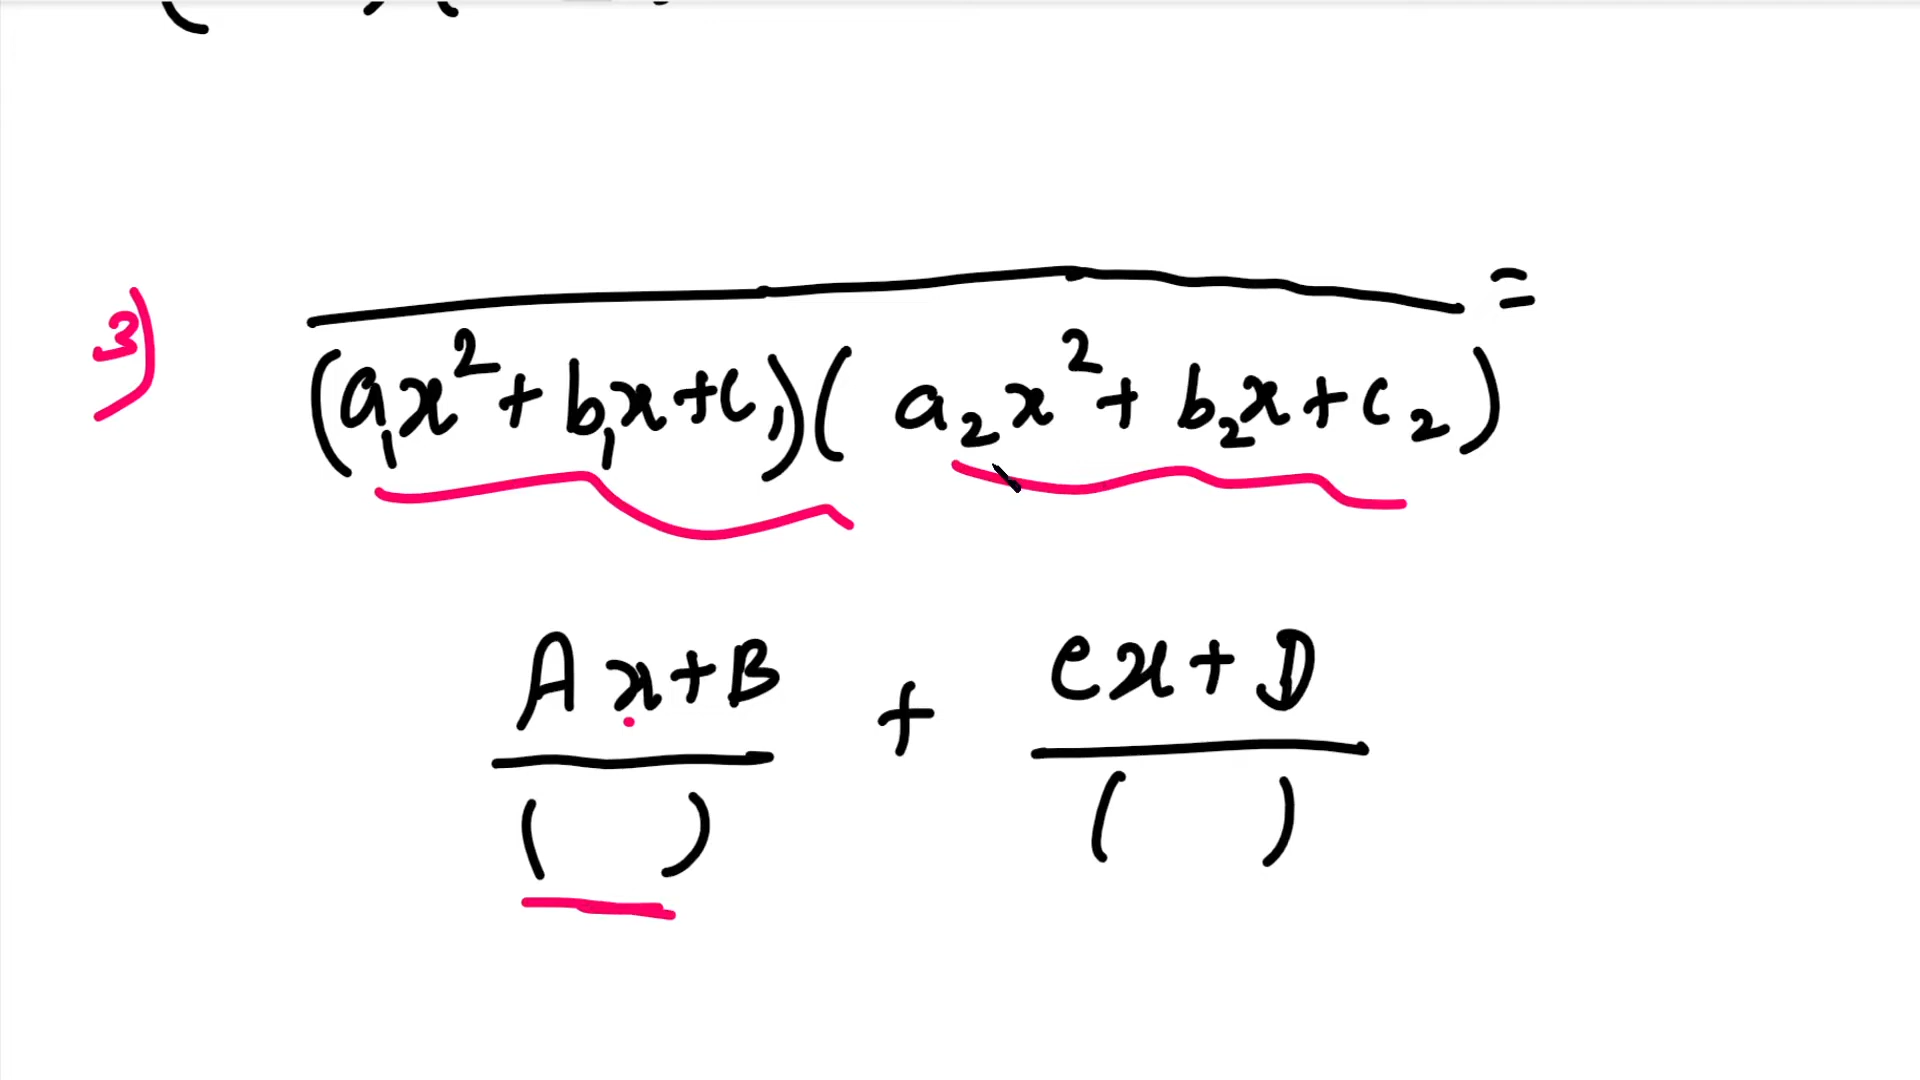 3) / (a₁x² + b₁x + c₁)(a₂x² + b₂x + c₂) =
Ax+B / ( ) + Cx+D / ( )